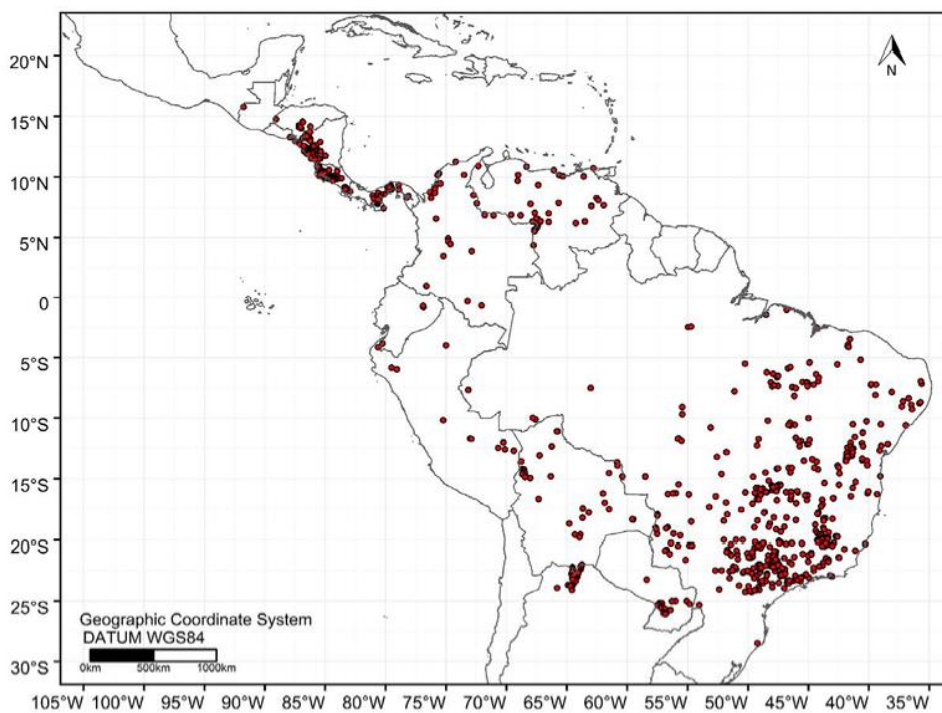 20°N
N
15°N
10°N
5°N
0
5°S
10°S
15°S
20°S
25°S
Geographic Coordinate System
DATUM WGS84
0km 500km 1000km
30°S
105°W 100°W 95°W 90°W 85°W 80°W 75°W 70°W 65°W 60°W 55°W 50°W 45°W 40°W 35°W